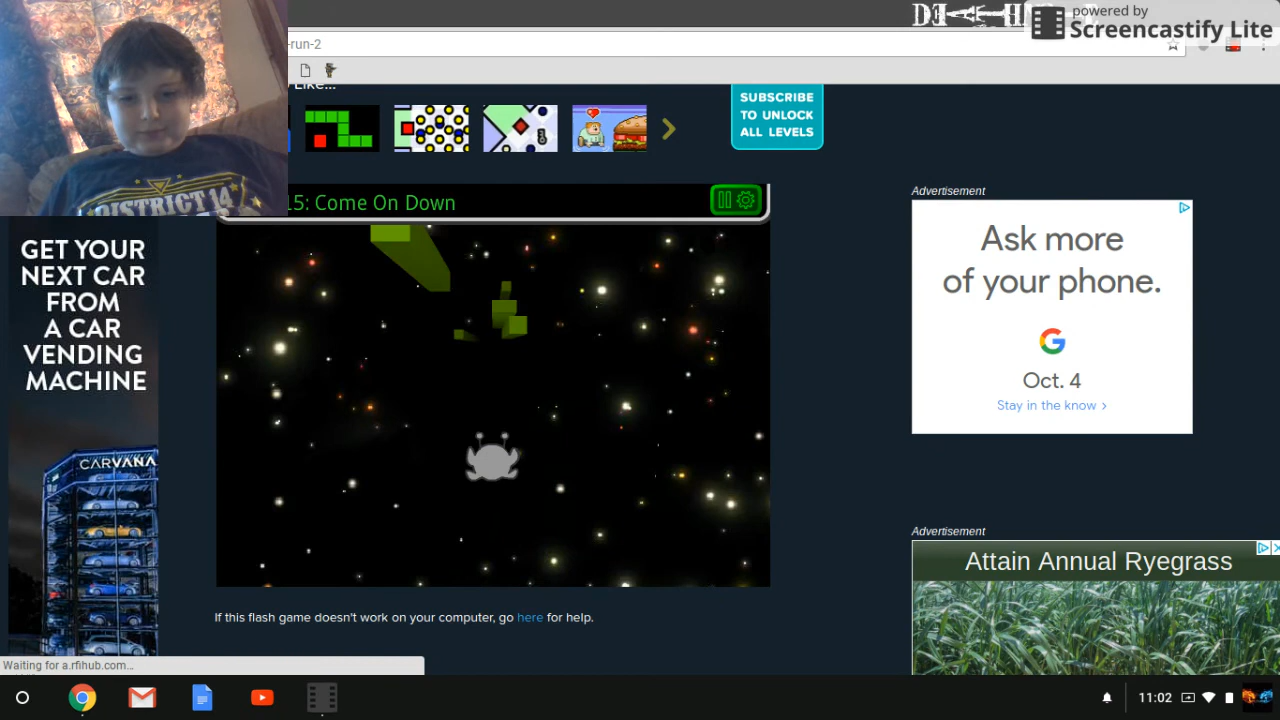 powered by
Screencastify Lite
-run-2
Like...
SUBSCRIBE
TO UNLOCK
ALL LEVELS
15: Come On Down
DISTRICT 14
GET YOUR
NEXT CAR
FROM
A CAR
VENDING
MACHINE
CARVANA
Advertisement
Ask more
of your phone.
Oct. 4
Stay in the know >
Advertisement
Attain Annual Ryegrass
If this flash game doesn't work on your computer, go here for help.
Waiting for a.rfihub.com...
11:02